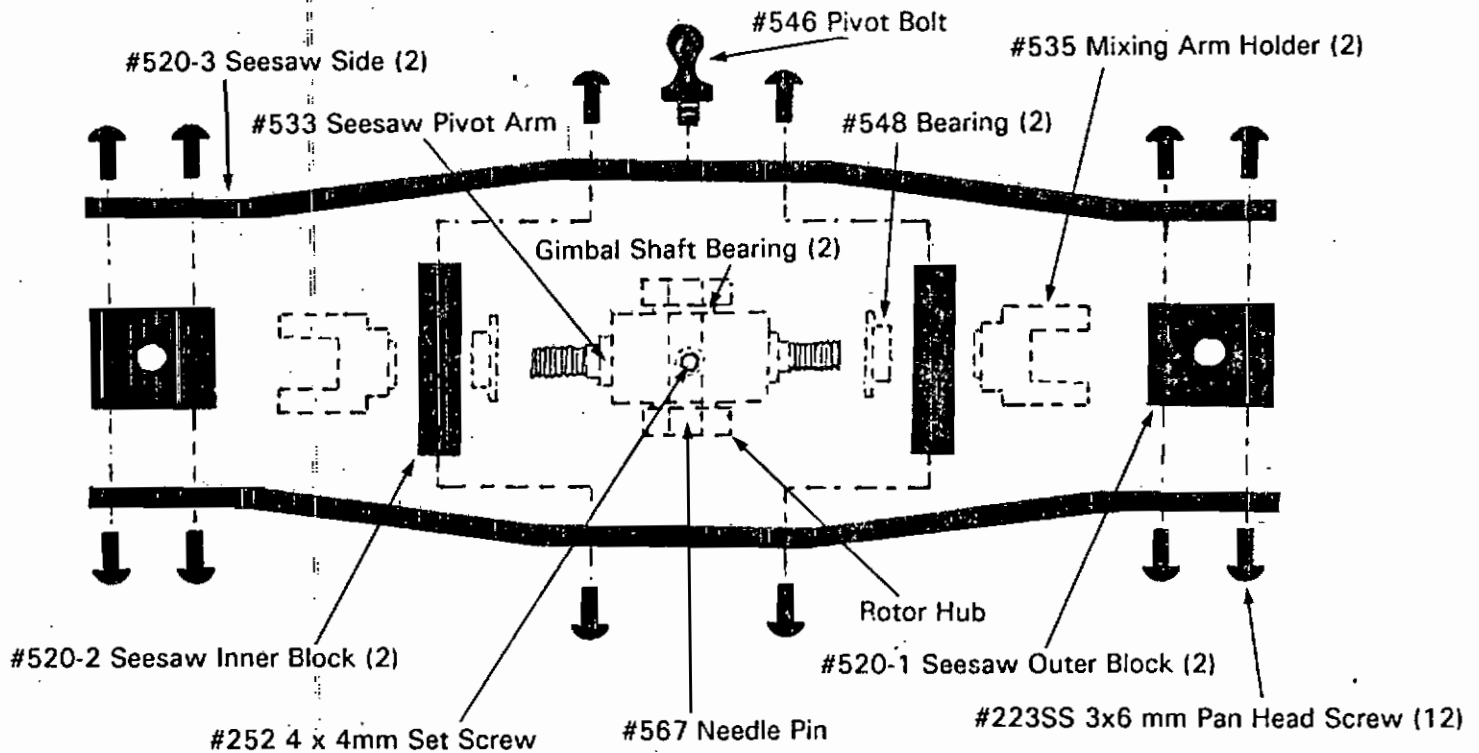 #546 Pivot Bolt
#535 Mixing Arm Holder (2)
#520-3 Seesaw Side (2)
#533 Seesaw Pivot Arm
#548 Bearing (2)
Gimbal Shaft Bearing (2)
Rotor Hub
#520-2 Seesaw Inner Block (2)
#520-1 Seesaw Outer Block (2)
#252 4 x 4mm Set Screw
#567 Needle Pin
#223SS 3x6 mm Pan Head Screw (12)